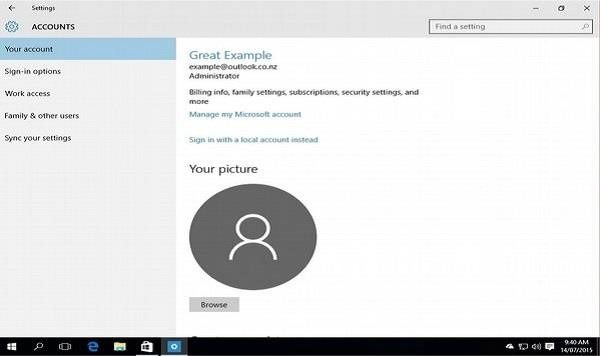 Settings
ACCOUNTS
Find a setting
Your account
Sign-in options
Work access
Family & other users
Sync your settings
Great Example
example@outlook.co.nz
Administrator
Billing info, family settings, subscriptions, security settings, and
more
Manage my Microsoft account
Sign in with a local account instead
Your picture
Browse
9:40 AM
14/07/2015